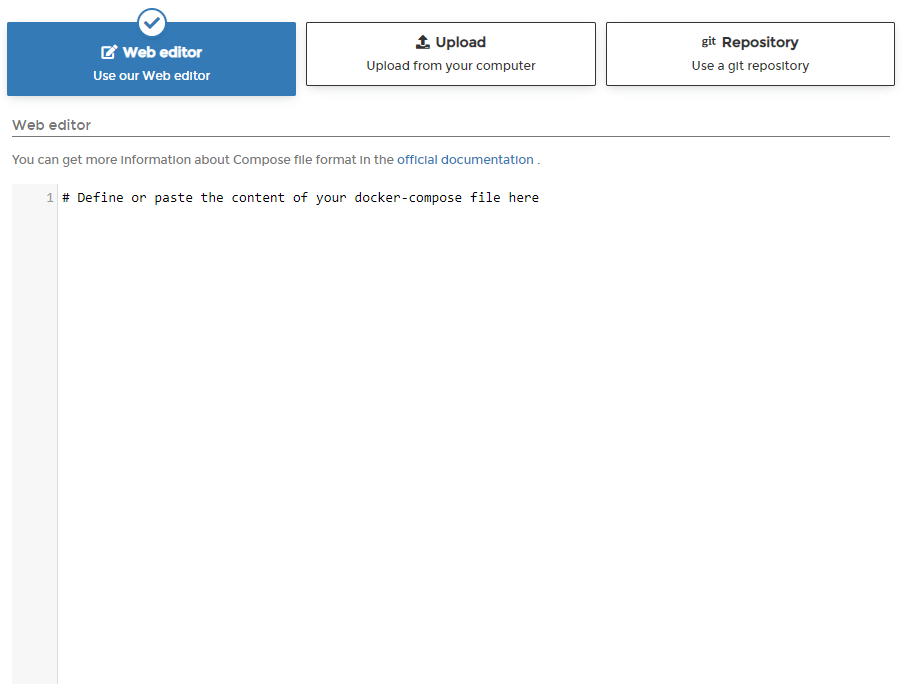 Web editor
Use our Web editor
Upload
Upload from your computer
git Repository
Use a git repository
Web editor
You can get more information about Compose file format in the official documentation .
1 # Define or paste the content of your docker-compose file here